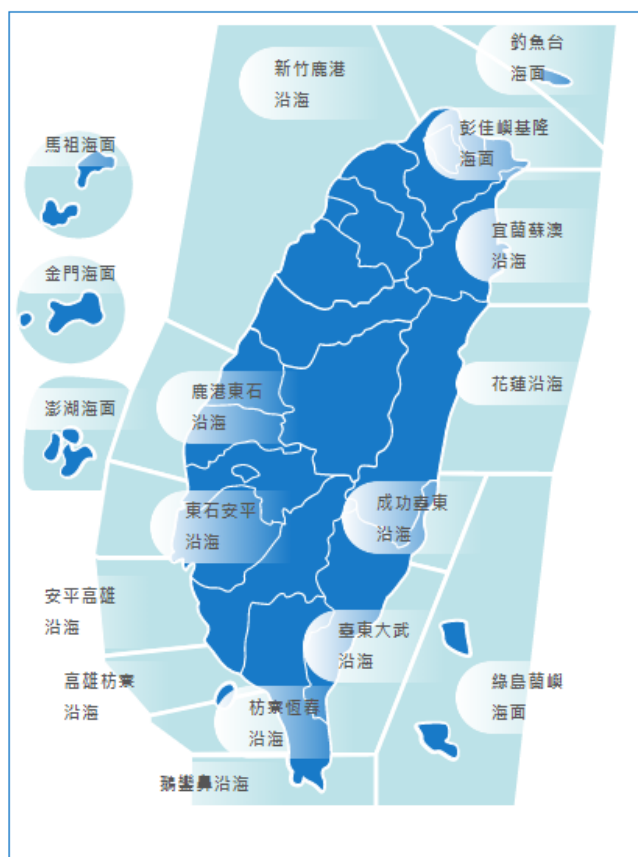 釣魚台
海面
新竹鹿港
沿海
彭佳嶼基隆
海面
馬祖海面
宜蘭蘇澳
沿海
金門海面
花蓮沿海
鹿港東石
沿海
澎湖海面
東石安平
沿海
成功臺東
沿海
安平高雄
沿海
臺東大武
沿海
高雄枋寮
沿海
綠島蘭嶼
海面
枋寮恆春
沿海
鵝鑾鼻沿海